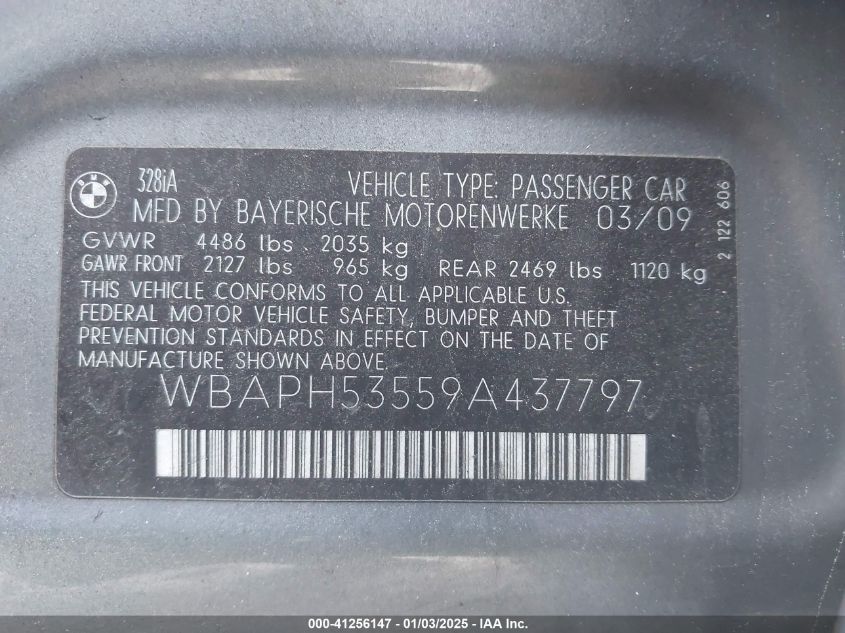 BMW
328iA VEHICLE TYPE: PASSENGER CAR
MFD BY BAYERISCHE MOTORENWERKE 03/09
GVWR 4486 lbs 2035 kg
GAWR FRONT 2127 lbs 965 kg REAR 2469 lbs 1120 kg
THIS VEHICLE CONFORMS TO ALL APPLICABLE U.S.
FEDERAL MOTOR VEHICLE SAFETY, BUMPER AND THEFT
PREVENTION STANDARDS IN EFFECT ON THE DATE OF
MANUFACTURE SHOWN ABOVE.
WBAPH53559A437797
2 122 606
000-41256147 - 01/03/2025 - IAA Inc.